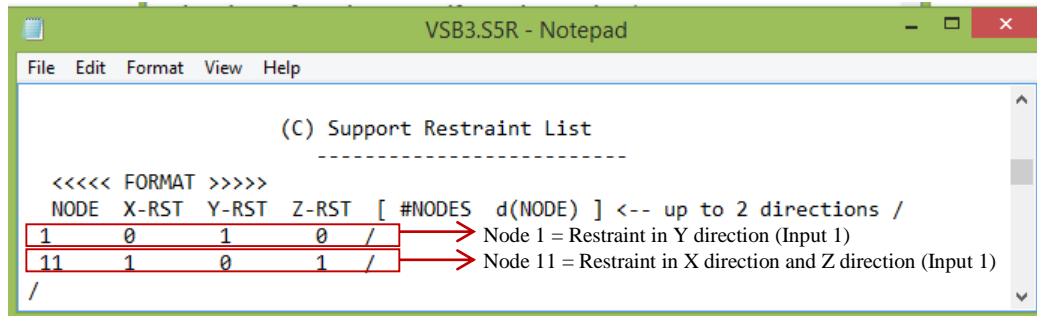 VSB3.S5R - Notepad
File Edit Format View Help
(C) Support Restraint List
---------------------------
<<<<< FORMAT >>>>>
NODE X-RST Y-RST Z-RST [ #NODES d(NODE) ] <-- up to 2 directions /
1 0 1 0 / Node 1 = Restraint in Y direction (Input 1)
11 1 0 1 / Node 11 = Restraint in X direction and Z direction (Input 1)
/